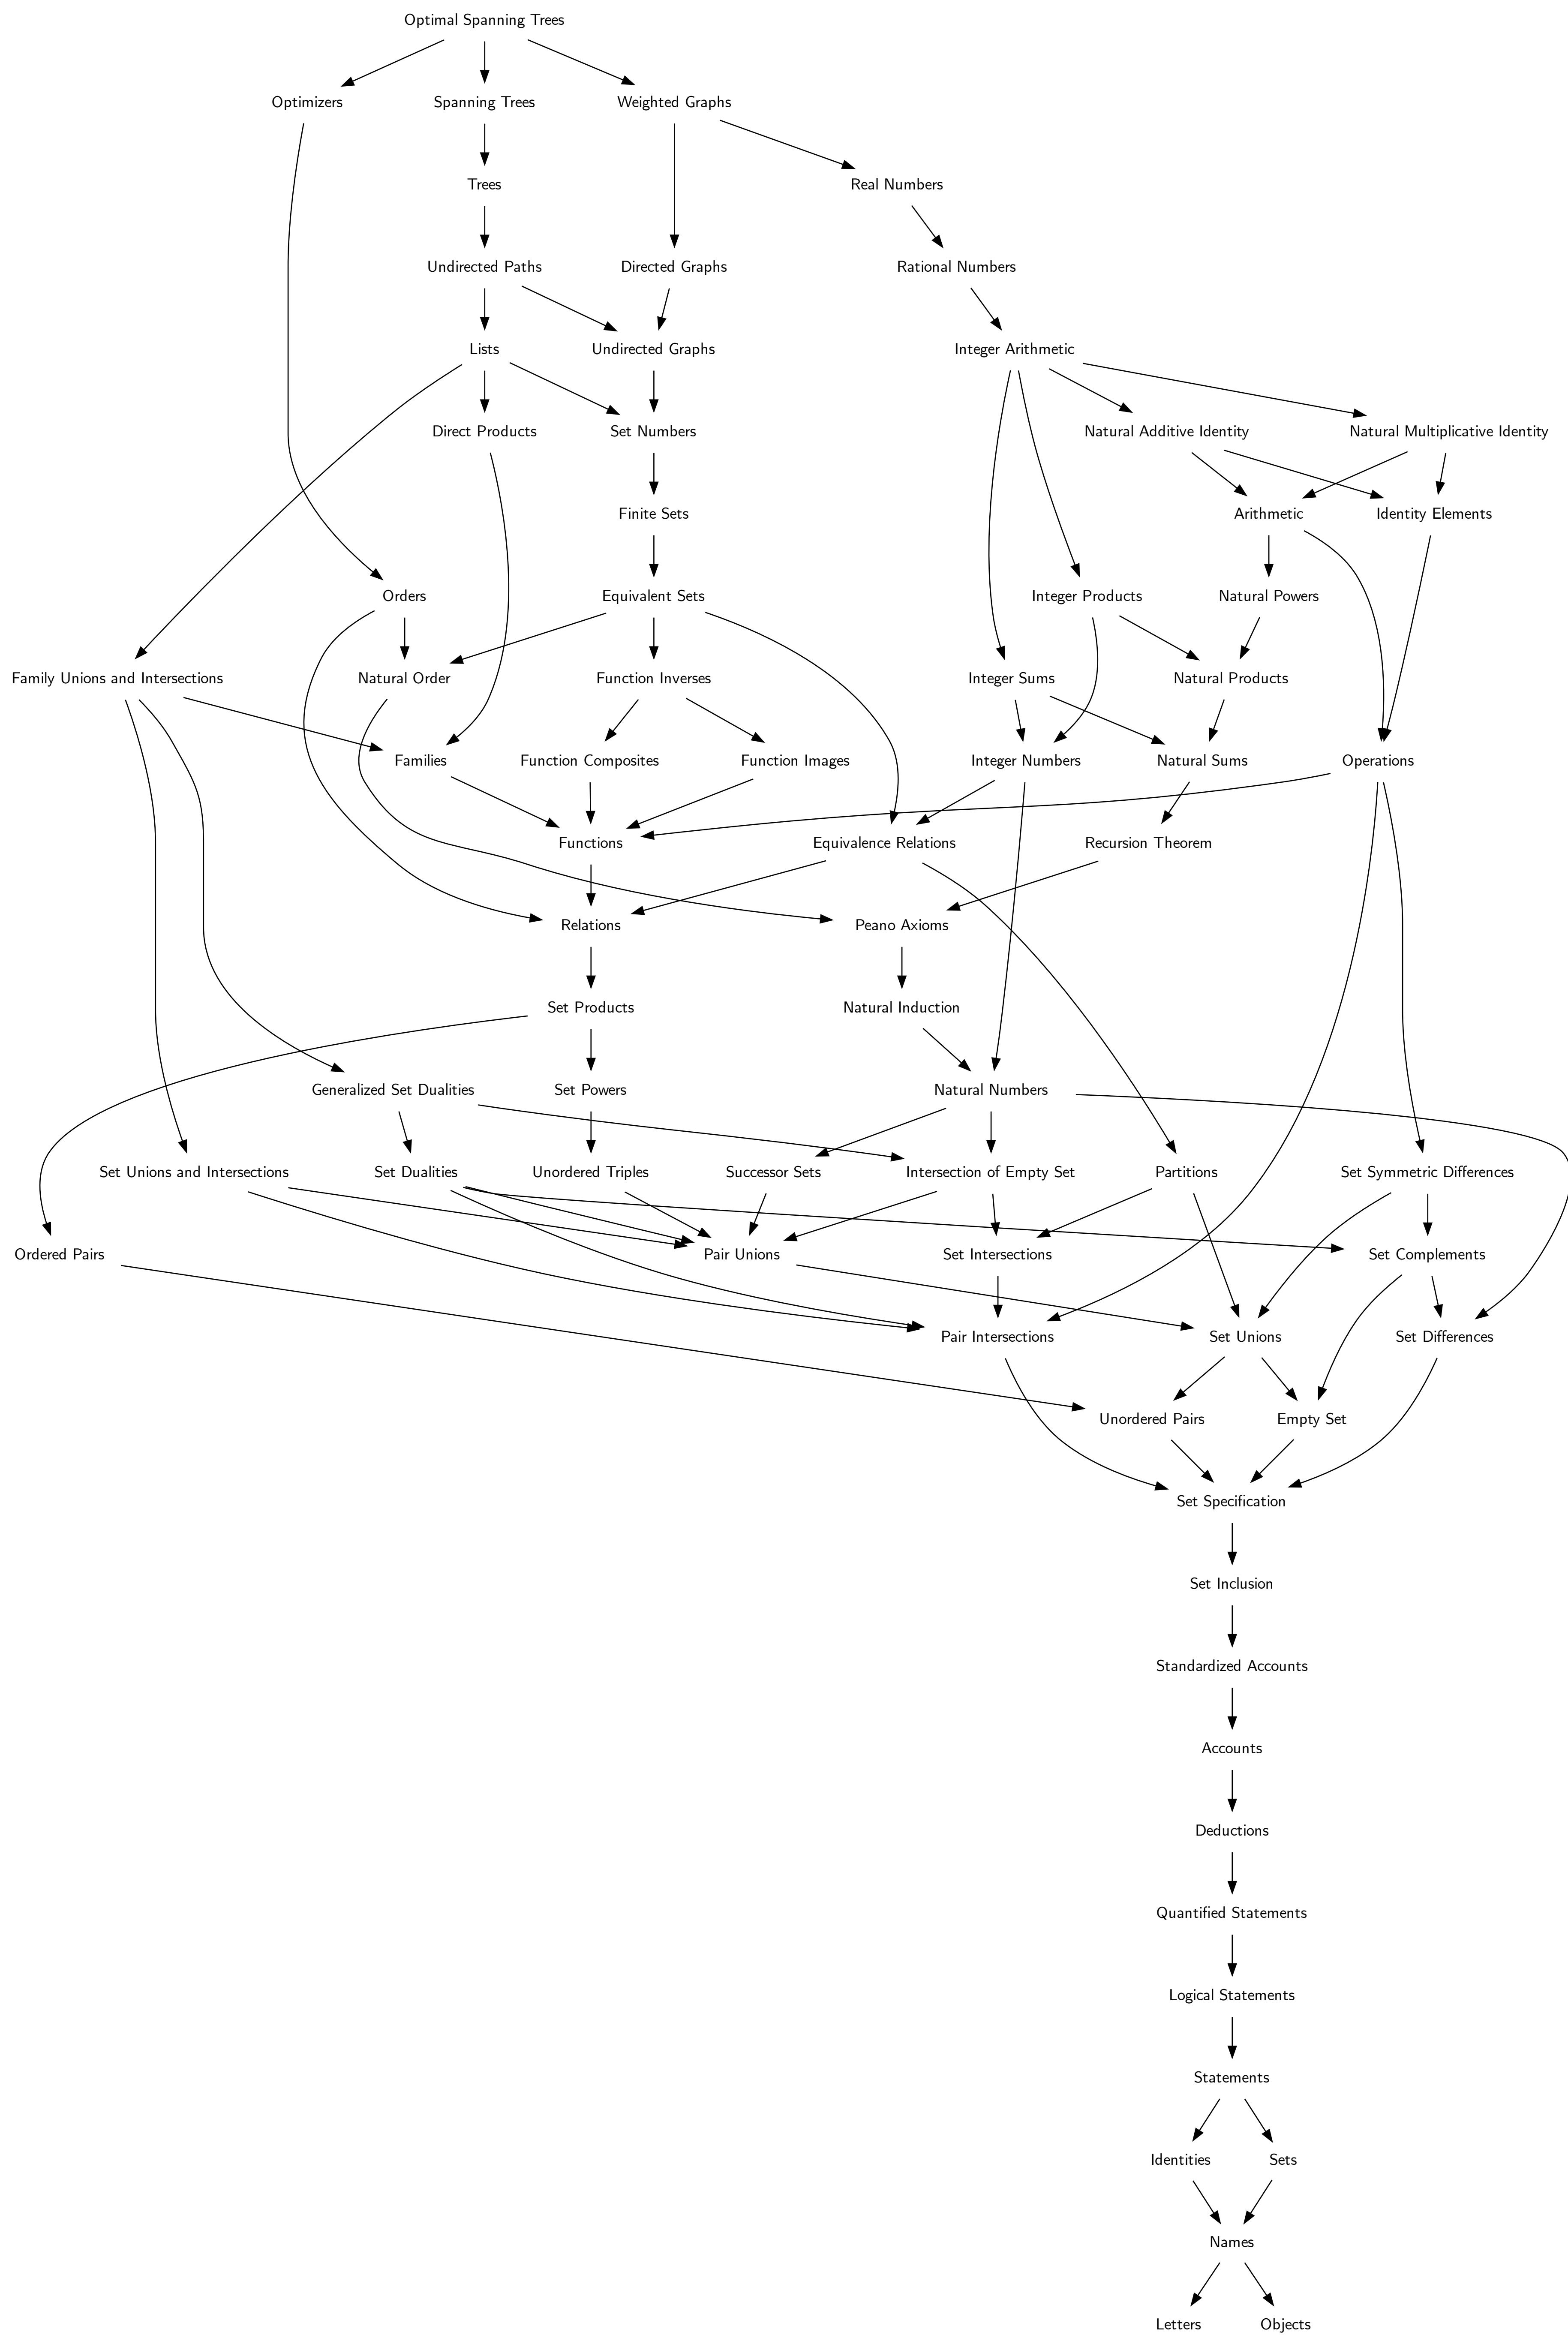 Optimal Spanning Trees
Optimizers
Spanning Trees
Weighted Graphs
Trees
Real Numbers
Undirected Paths
Directed Graphs
Rational Numbers
Lists
Undirected Graphs
Integer Arithmetic
Direct Products
Set Numbers
Natural Additive Identity
Natural Multiplicative Identity
Finite Sets
Arithmetic
Identity Elements
Orders
Equivalent Sets
Integer Products
Natural Powers
Family Unions and Intersections
Natural Order
Function Inverses
Integer Sums
Natural Products
Families
Function Composites
Function Images
Integer Numbers
Natural Sums
Operations
Functions
Equivalence Relations
Recursion Theorem
Relations
Peano Axioms
Set Products
Natural Induction
Generalized Set Dualities
Set Powers
Natural Numbers
Set Unions and Intersections
Set Dualities
Unordered Triples
Successor Sets
Intersection of Empty Set
Partitions
Set Symmetric Differences
Ordered Pairs
Pair Unions
Set Intersections
Set Complements
Pair Intersections
Set Unions
Set Differences
Unordered Pairs
Empty Set
Set Specification
Set Inclusion
Standardized Accounts
Accounts
Deductions
Quantified Statements
Logical Statements
Statements
Identities
Sets
Names
Letters
Objects